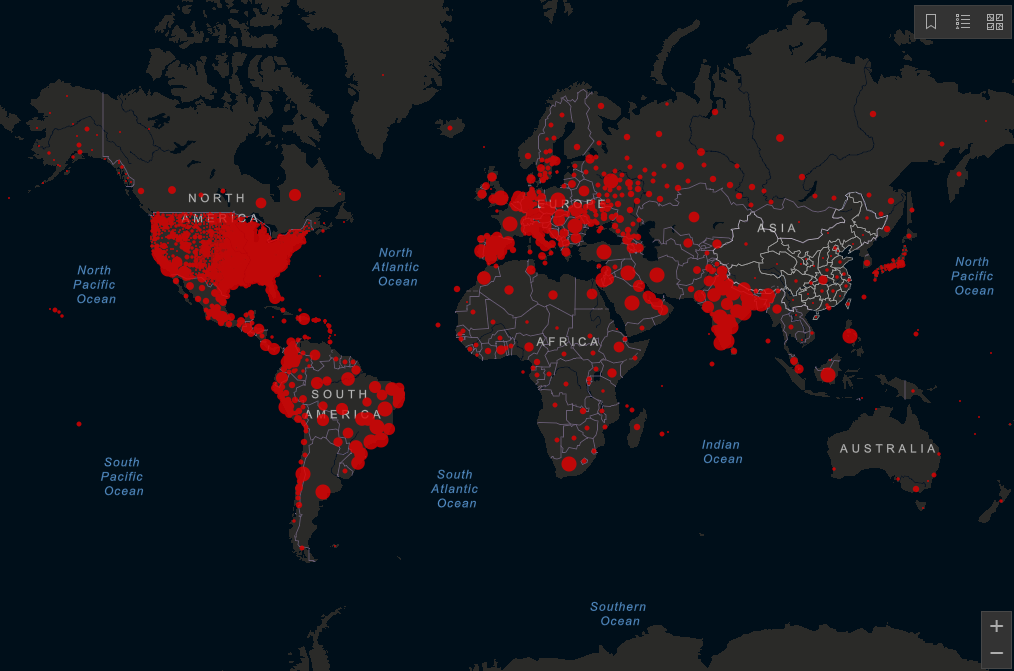 NORTH
AMERICA
EUROPE
ASIA
North
Atlantic
Ocean
North
Pacific
Ocean
North
Pacific
Ocean
AFRICA
SOUTH
AMERICA
AUSTRALIA
Indian
Ocean
South
Pacific
Ocean
South
Atlantic
Ocean
Southern
Ocean
+
−